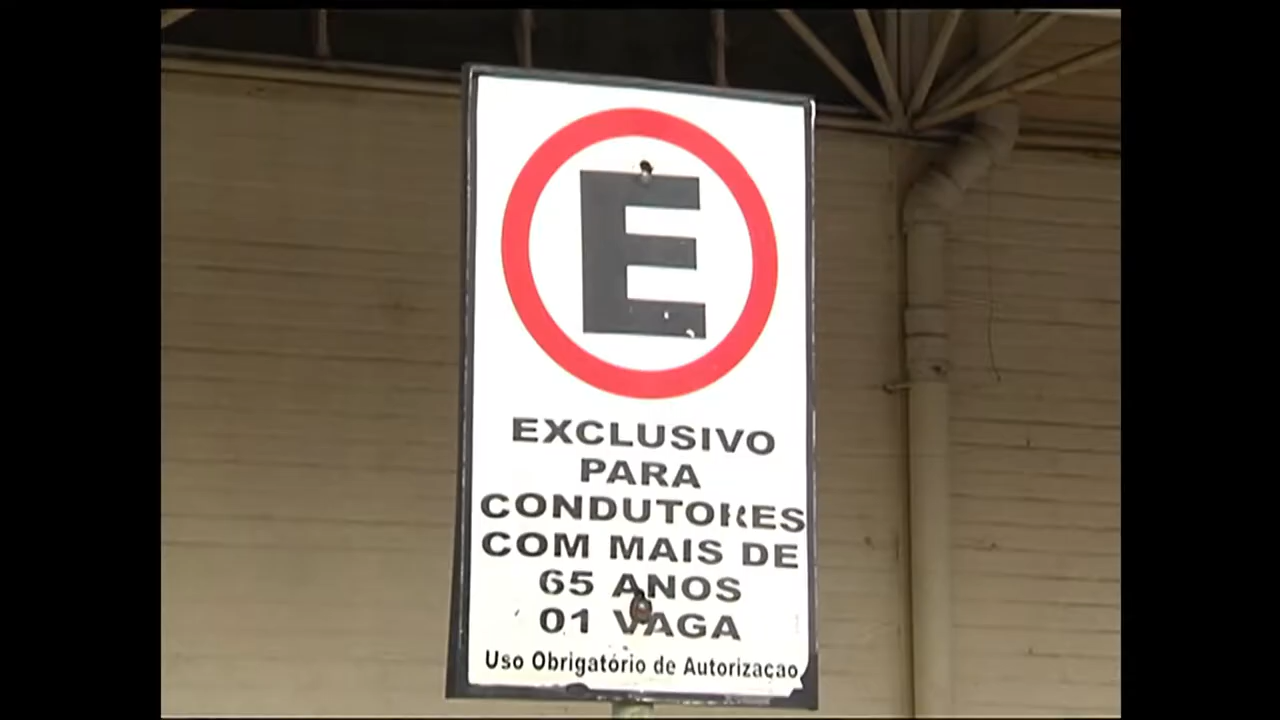 E
EXCLUSIVO
PARA
CONDUTORES
COM MAIS DE
65 ANOS
01 VAGA
Uso Obrigatório de Autorizaçao